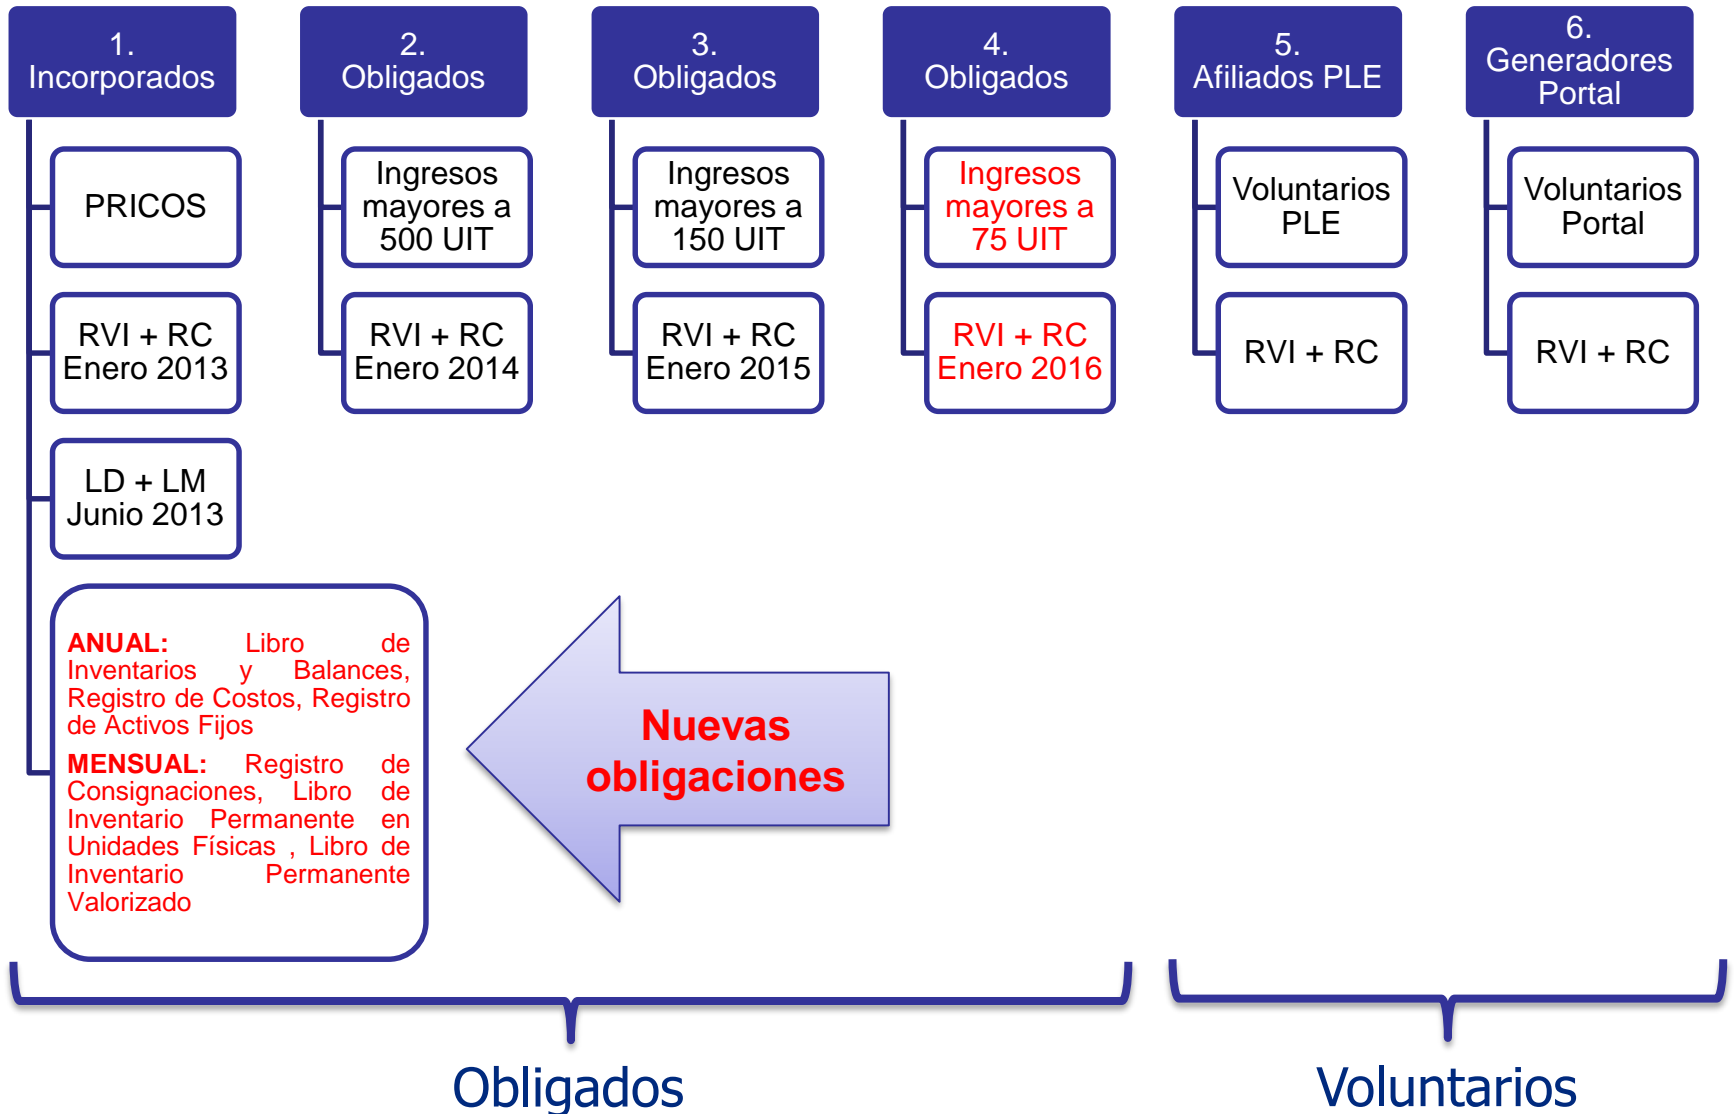 1.
Incorporados
PRICOS
RVI + RC
Enero 2013
LD + LM
Junio 2013
ANUAL: Libro de
Inventarios y Balances,
Registro de Costos, Registro
de Activos Fijos
MENSUAL: Registro de
Consignaciones, Libro de
Inventario Permanente en
Unidades Físicas , Libro de
Inventario Permanente
Valorizado
2.
Obligados
Ingresos
mayores a
500 UIT
RVI + RC
Enero 2014
3.
Obligados
Ingresos
mayores a
150 UIT
RVI + RC
Enero 2015
4.
Obligados
Ingresos
mayores a
75 UIT
RVI + RC
Enero 2016
5.
Afiliados PLE
Voluntarios
PLE
RVI + RC
6.
Generadores
Portal
Voluntarios
Portal
RVI + RC
Nuevas
obligaciones
Obligados
Voluntarios